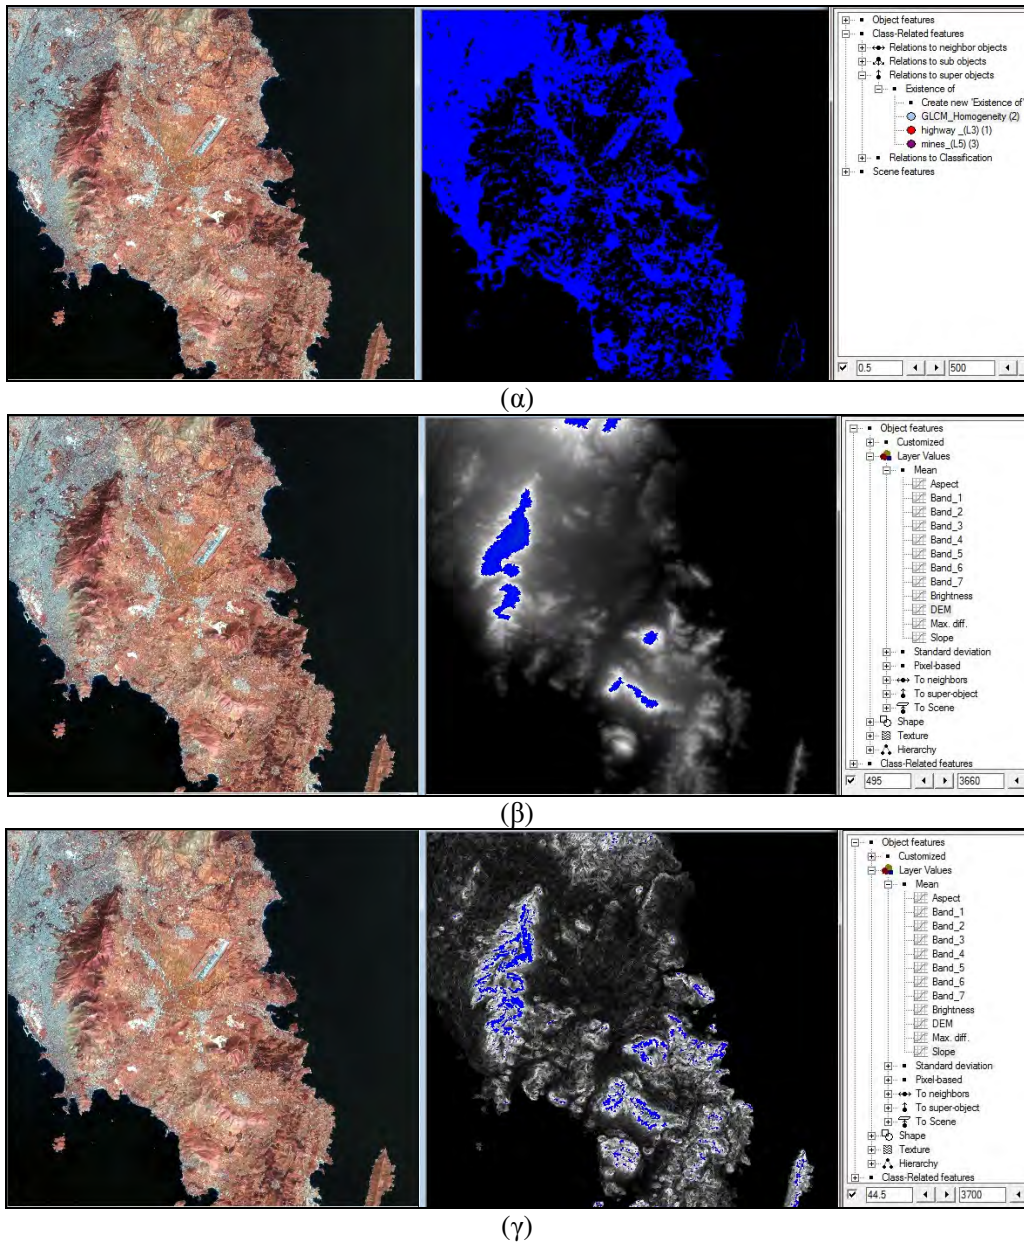 Object features
Class-Related features
Relations to neighbor objects
Relations to sub objects
Relations to super objects
Existence of
Create new 'Existence of'
GLCM_Homogeneity (2)
highway _(L3) (1)
mines_(L5) (3)
Relations to Classification
Scene features
0.5 500
(α)
Object features
Customized
Layer Values
Mean
Aspect
Band_1
Band_2
Band_3
Band_4
Band_5
Band_6
Band_7
Brightness
DEM
Max. diff.
Slope
Standard deviation
Pixel-based
To neighbors
To super-object
To Scene
Shape
Texture
Hierarchy
Class-Related features
495 3660
(β)
Object features
Customized
Layer Values
Mean
Aspect
Band_1
Band_2
Band_3
Band_4
Band_5
Band_6
Band_7
Brightness
DEM
Max. diff.
Slope
Standard deviation
Pixel-based
To neighbors
To super-object
To Scene
Shape
Texture
Hierarchy
Class-Related features
44.5 3700
(γ)